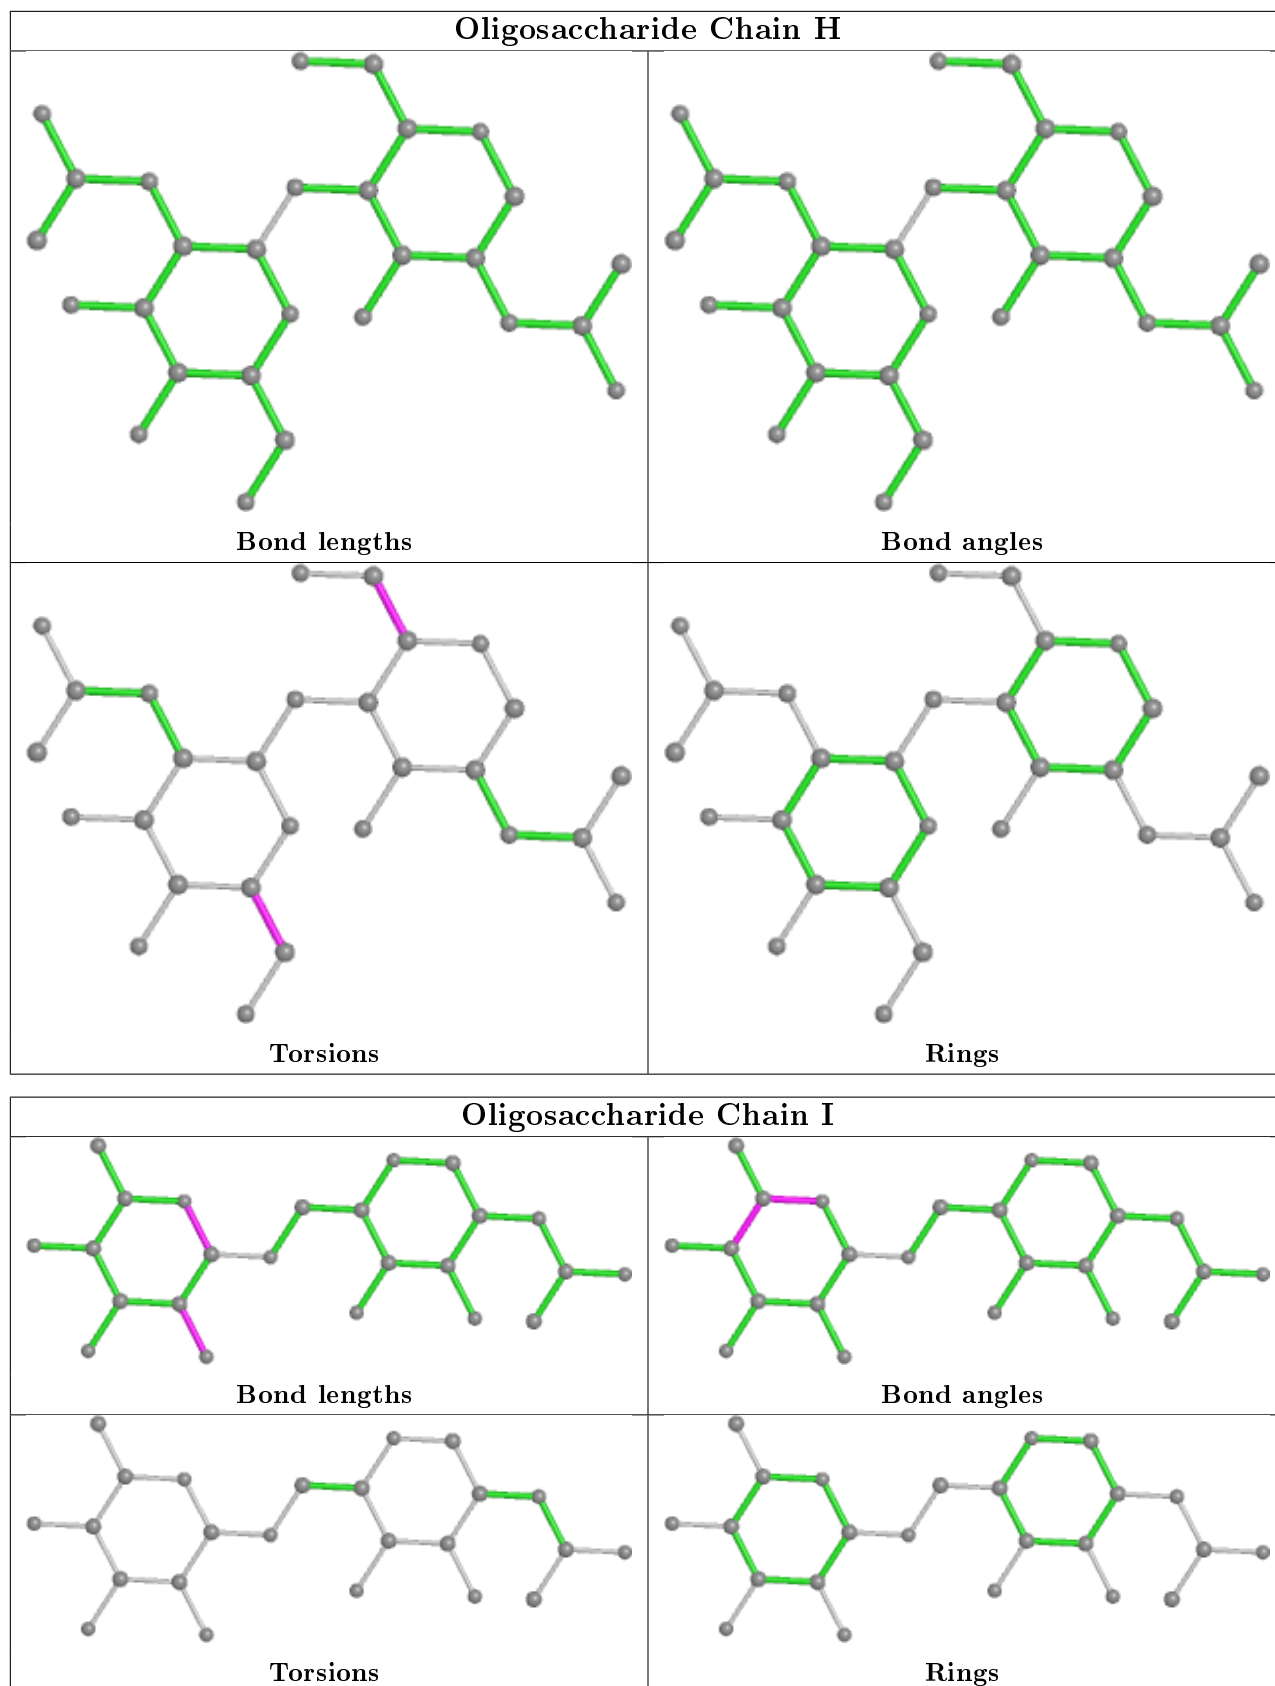 Oligosaccharide Chain H
Bond lengths
Bond angles
Torsions
Rings
Oligosaccharide Chain I
Bond lengths
Bond angles
Torsions
Rings